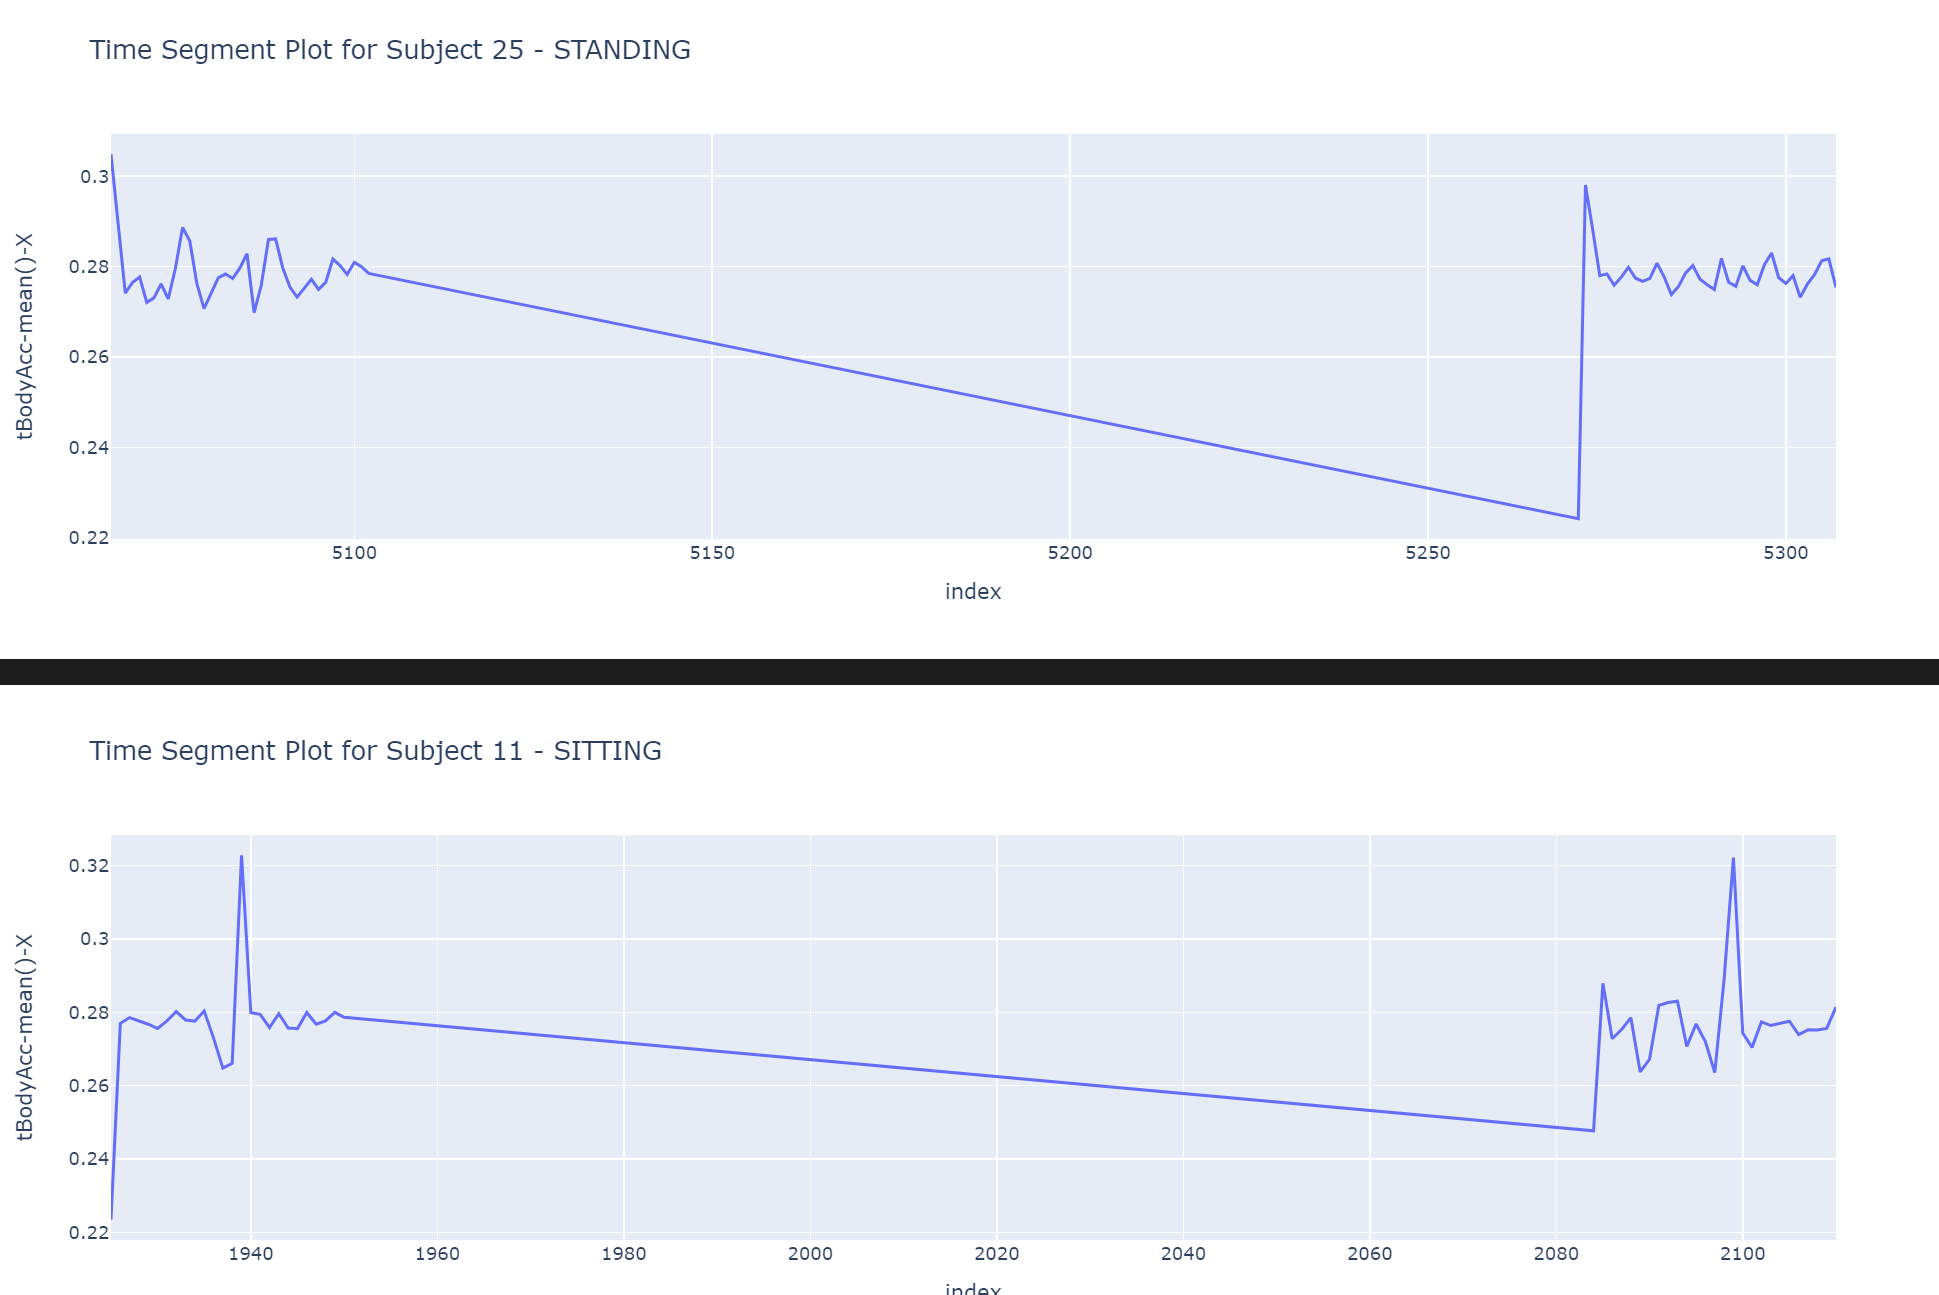 Time Segment Plot for Subject 25 - STANDING
tBodyAcc-mean()-X
0.3
0.28
0.26
0.24
0.22
5100 5150 5200 5250 5300
index
Time Segment Plot for Subject 11 - SITTING
tBodyAcc-mean()-X
0.32
0.3
0.28
0.26
0.24
0.22
1940 1960 1980 2000 2020 2040 2060 2080 2100
index